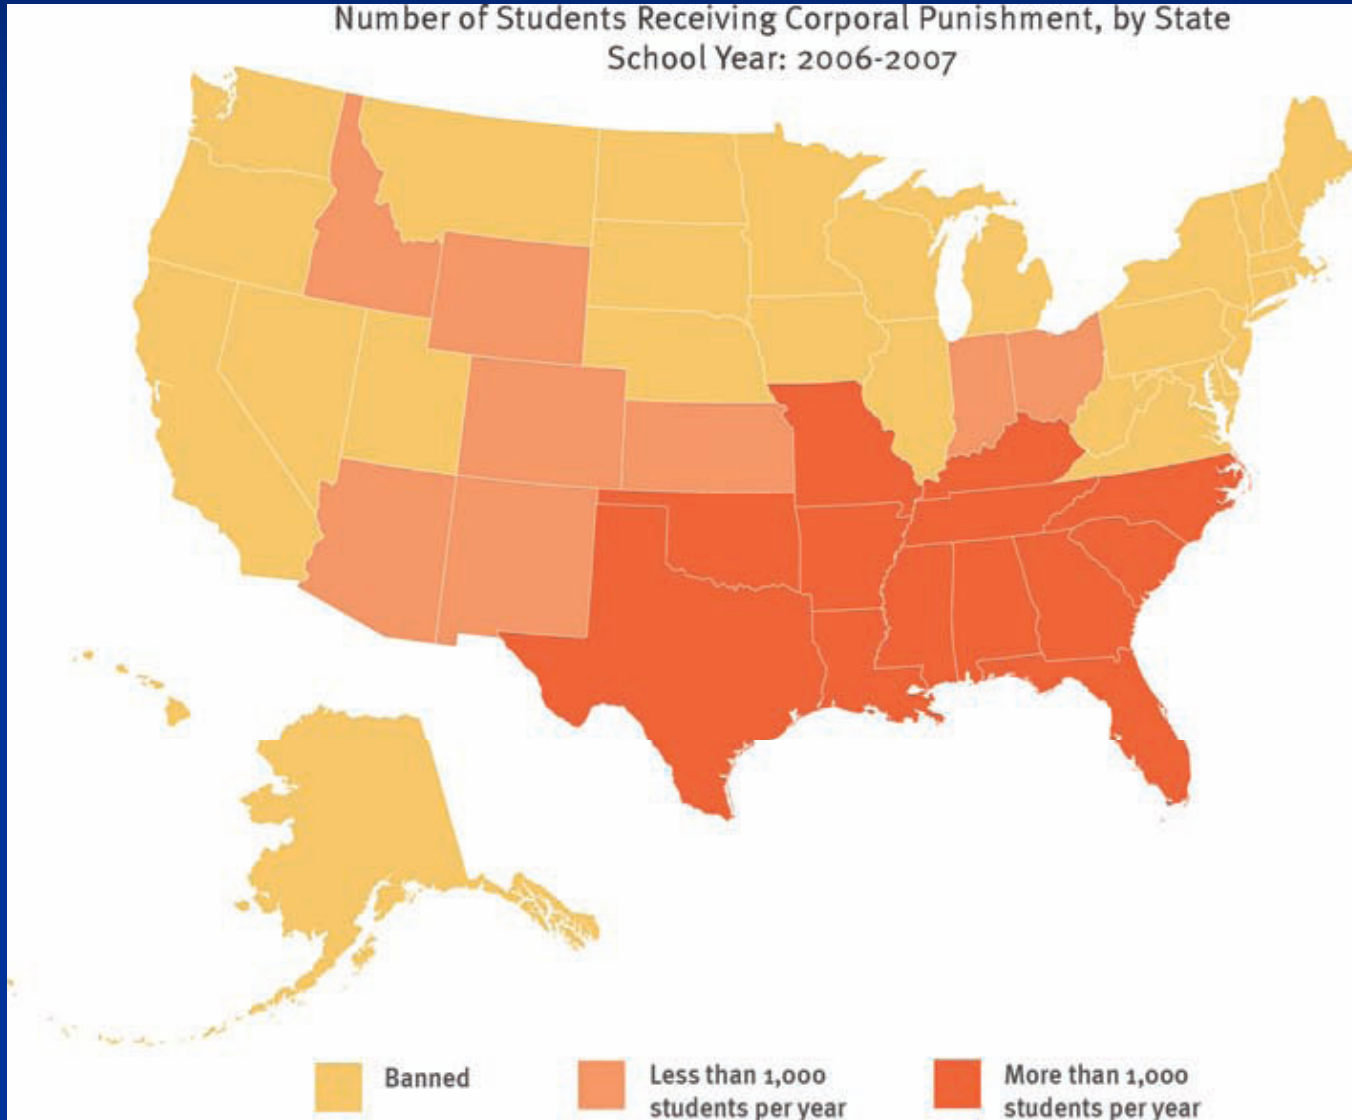 Number of Students Receiving Corporal Punishment, by State
School Year: 2006-2007
Banned
Less than 1,000
students per year
More than 1,000
students per year